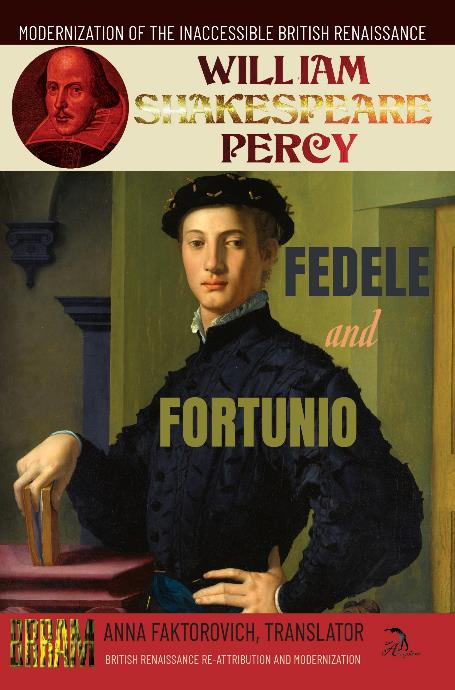 MODERNIZATION OF THE INACCESSIBLE BRITISH RENAISSANCE
WILLIAM
SHAKESPEARE
PERCY
FEDELE
and
FORTUNIO
BRRAM
ANNA FAKTOROVICH, TRANSLATOR
BRITISH RENAISSANCE RE-ATTRIBUTION AND MODERNIZATION